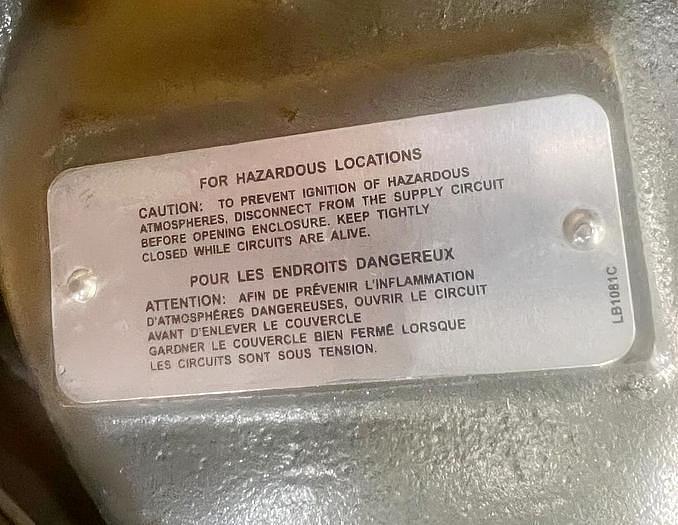 FOR HAZARDOUS LOCATIONS
CAUTION: TO PREVENT IGNITION OF HAZARDOUS
ATMOSPHERES, DISCONNECT FROM THE SUPPLY CIRCUIT
BEFORE OPENING ENCLOSURE. KEEP TIGHTLY
CLOSED WHILE CIRCUITS ARE ALIVE.
POUR LES ENDROITS DANGEREUX
ATTENTION: AFIN DE PRÉVENIR L'INFLAMMATION
D'ATMOSPHÈRES DANGEREUSES, OUVRIR LE CIRCUIT
AVANT D'ENLEVER LE COUVERCLE
GARDNER LE COUVERCLE BIEN FERMÉ LORSQUE
LES CIRCUITS SONT SOUS TENSION.
LB1081C